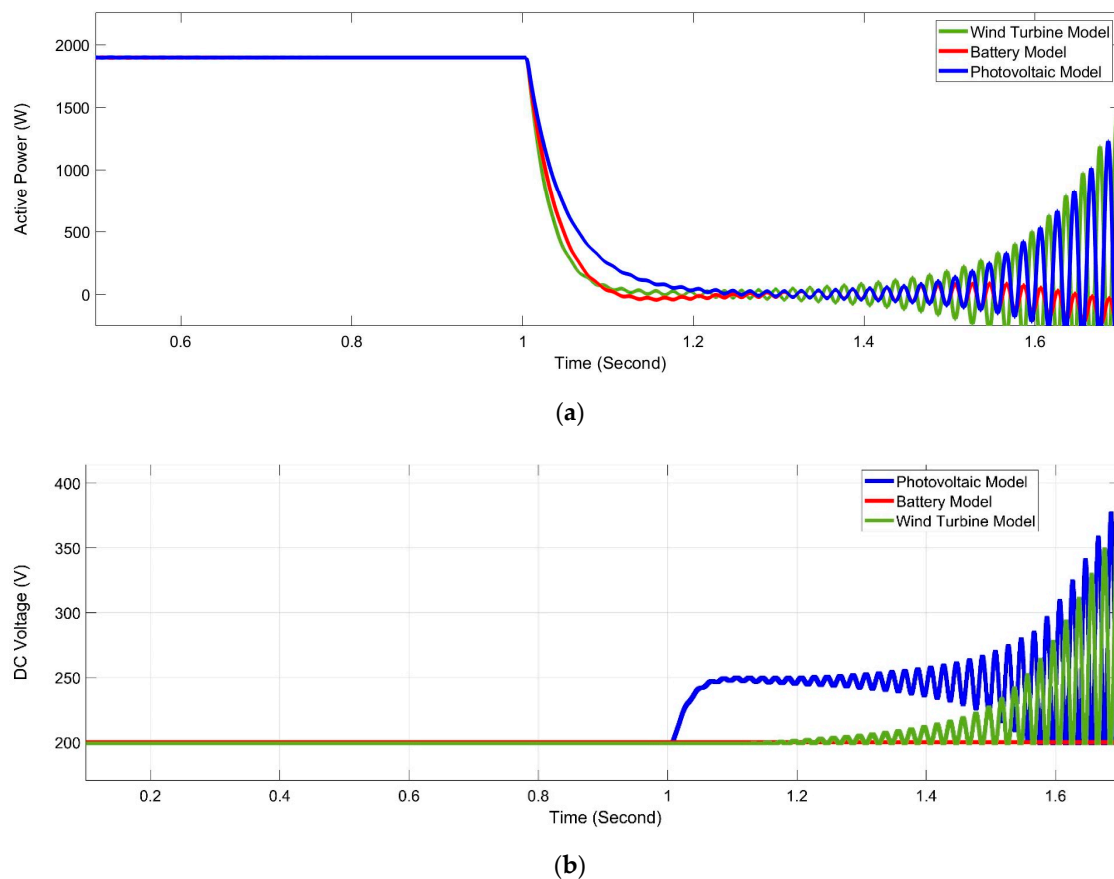 2000
1500
1000
500
0
Active Power (W)
Wind Turbine Model
Battery Model
Photovoltaic Model
0.6 0.8 1 1.2 1.4 1.6
Time (Second)
(a)
400
350
300
250
200
DC Voltage (V)
Photovoltaic Model
Battery Model
Wind Turbine Model
0.2 0.4 0.6 0.8 1 1.2 1.4 1.6
Time (Second)
(b)